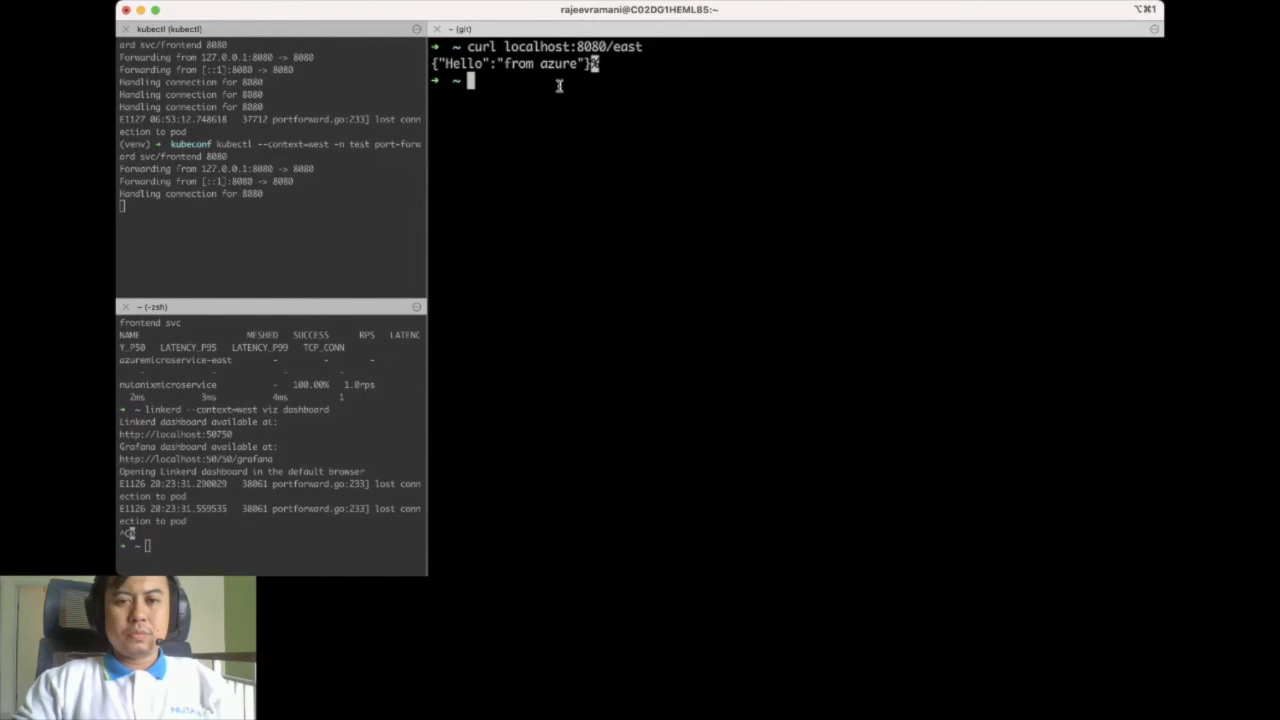 rajeevramani@C02DG1HEML85:~
⌥⌘1
kubectl (kubectl)
ard svc/frontend 8080
Forwarding from 127.0.0.1:8080 -> 8080
Forwarding from [::1]:8080 -> 8080
Handling connection for 8080
Handling connection for 8080
Handling connection for 8080
E1127 06:53:12.748618   37712 portforward.go:233] lost conn
ection to pod
(venv) ➜  kubeconf kubectl --context=west -n test port-forw
ard svc/frontend 8080
Forwarding from 127.0.0.1:8080 -> 8080
Forwarding from [::1]:8080 -> 8080
Handling connection for 8080
~ (-zsh)
frontend svc
NAME                     MESHED   SUCCESS      RPS   LATENC
Y_P50   LATENCY_P95   LATENCY_P99   TCP_CONN
azuremicroservice-east        -         -        -
-             -             -          -
nutanixmicroservice           -   100.00%   1.0rps
2ms           3ms           4ms          1
➜  ~ linkerd --context=west viz dashboard
Linkerd dashboard available at:
http://localhost:50750
Grafana dashboard available at:
http://localhost:50750/grafana
Opening Linkerd dashboard in the default browser
E1126 20:23:31.290029   38061 portforward.go:233] lost conn
ection to pod
E1126 20:23:31.559535   38061 portforward.go:233] lost conn
ection to pod
^C%
➜  ~
~ (git)
➜  ~ curl localhost:8080/east
{"Hello":"from azure"}%
➜  ~